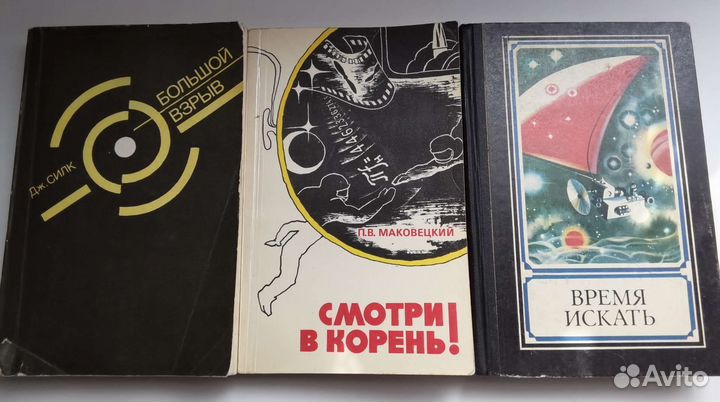 БОЛЬШОЙ
ВЗРЫВ
Дж. СИЛК
П.В. МАКОВЕЦКИЙ
СМОТРИ
В КОРЕНЬ!
ВРЕМЯ
ИСКАТЬ
Avito